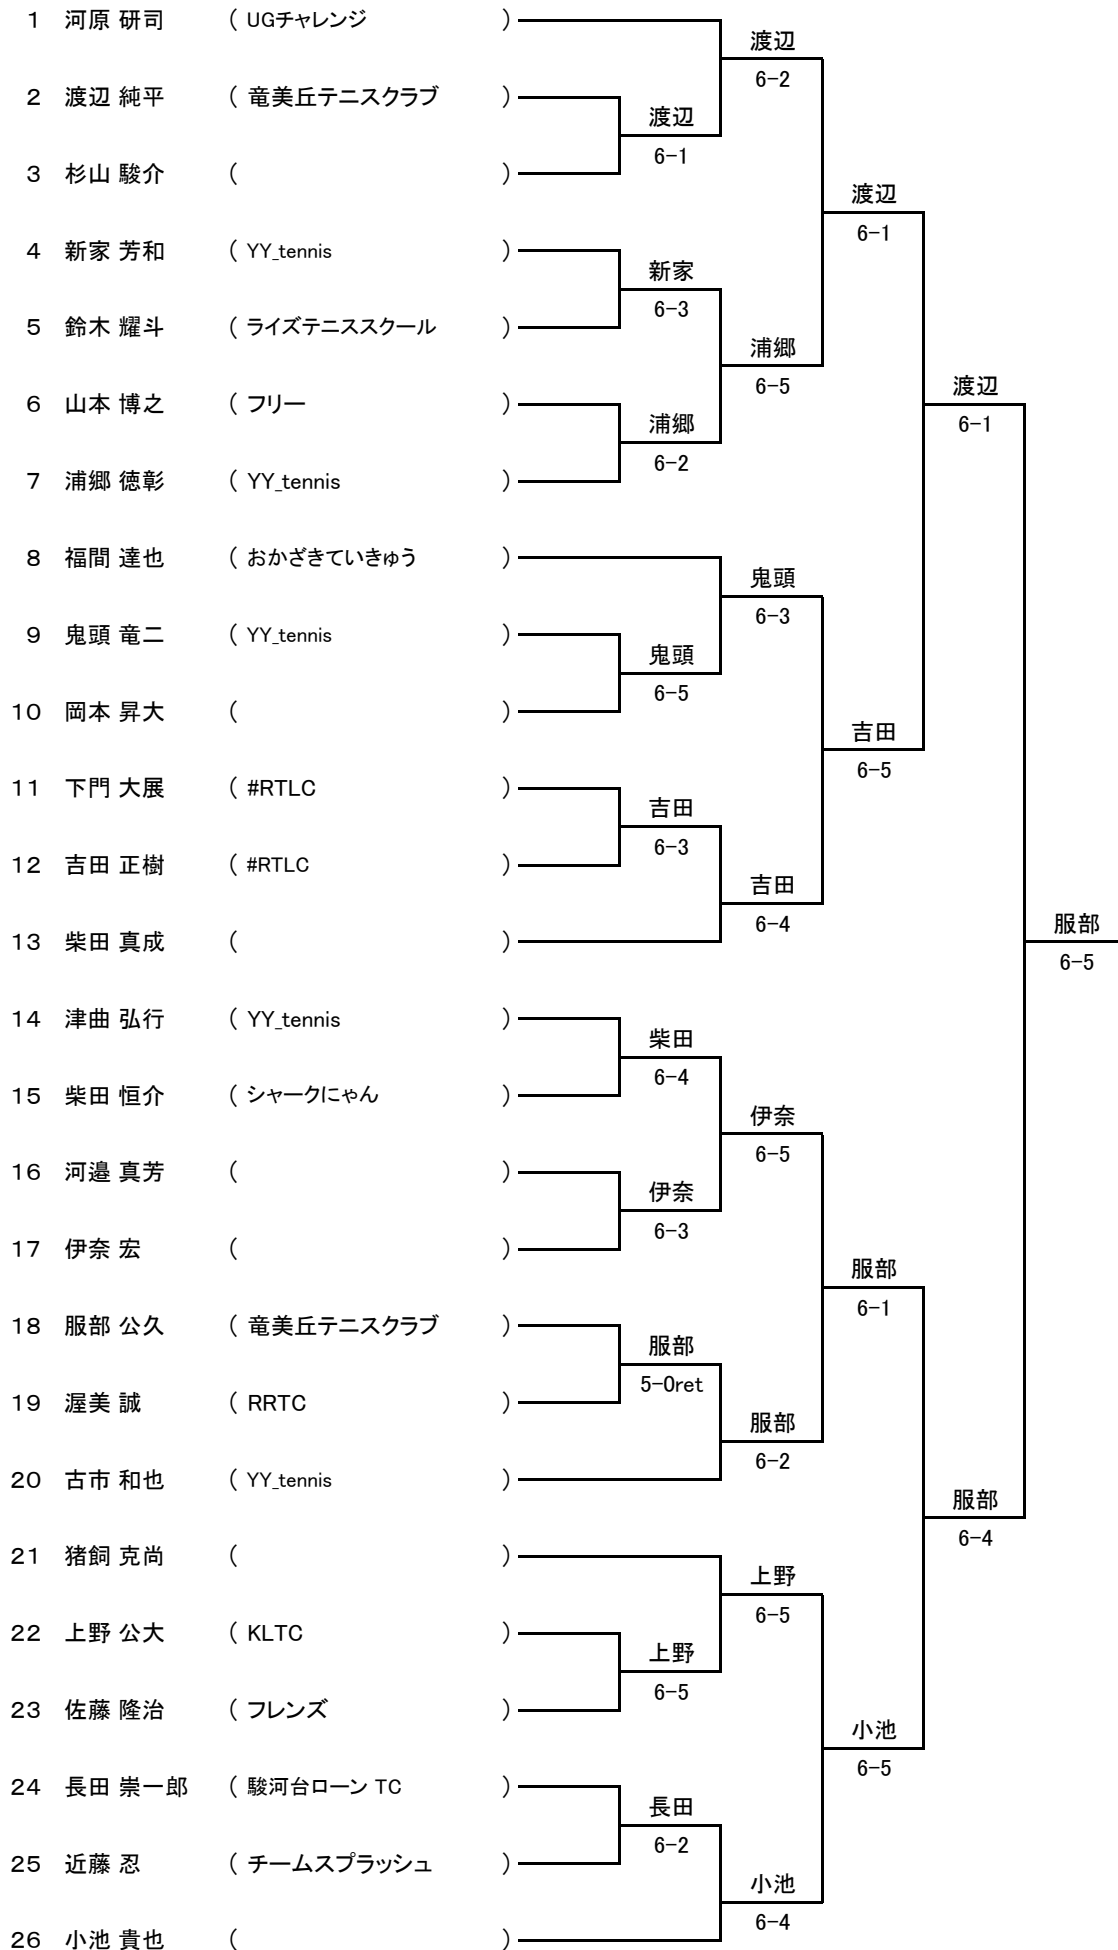 1 河原 研司 ( UGチャレンジ )
渡辺
6-2
2 渡辺 純平 ( 竜美丘テニスクラブ )
渡辺
6-1
3 杉山 駿介 ( )
渡辺
6-1
4 新家 芳和 ( YY_tennis )
新家
6-3
5 鈴木 耀斗 ( ライズテニススクール )
浦郷
6-5
6 山本 博之 ( フリー )
浦郷
6-2
7 浦郷 徳彰 ( YY_tennis )
渡辺
6-1
8 福間 達也 ( おかざきていきゅう )
鬼頭
6-3
9 鬼頭 竜二 ( YY_tennis )
鬼頭
6-5
10 岡本 昇大 ( )
吉田
6-5
11 下門 大展 ( #RTLC )
吉田
6-3
12 吉田 正樹 ( #RTLC )
吉田
6-4
13 柴田 真成 ( )
服部
6-5
14 津曲 弘行 ( YY_tennis )
柴田
6-4
15 柴田 恒介 ( シャークにゃん )
伊奈
6-5
16 河邉 真芳 ( )
伊奈
6-3
17 伊奈 宏 ( )
服部
6-1
18 服部 公久 ( 竜美丘テニスクラブ )
服部
5-0ret
19 渥美 誠 ( RRTC )
服部
6-2
20 古市 和也 ( YY_tennis )
服部
6-4
21 猪飼 克尚 ( )
上野
6-5
22 上野 公大 ( KLTC )
上野
6-5
23 佐藤 隆治 ( フレンズ )
小池
6-5
24 長田 崇一郎 ( 駿河台ローン TC )
長田
6-2
25 近藤 忍 ( チームスプラッシュ )
小池
6-4
26 小池 貴也 ( )